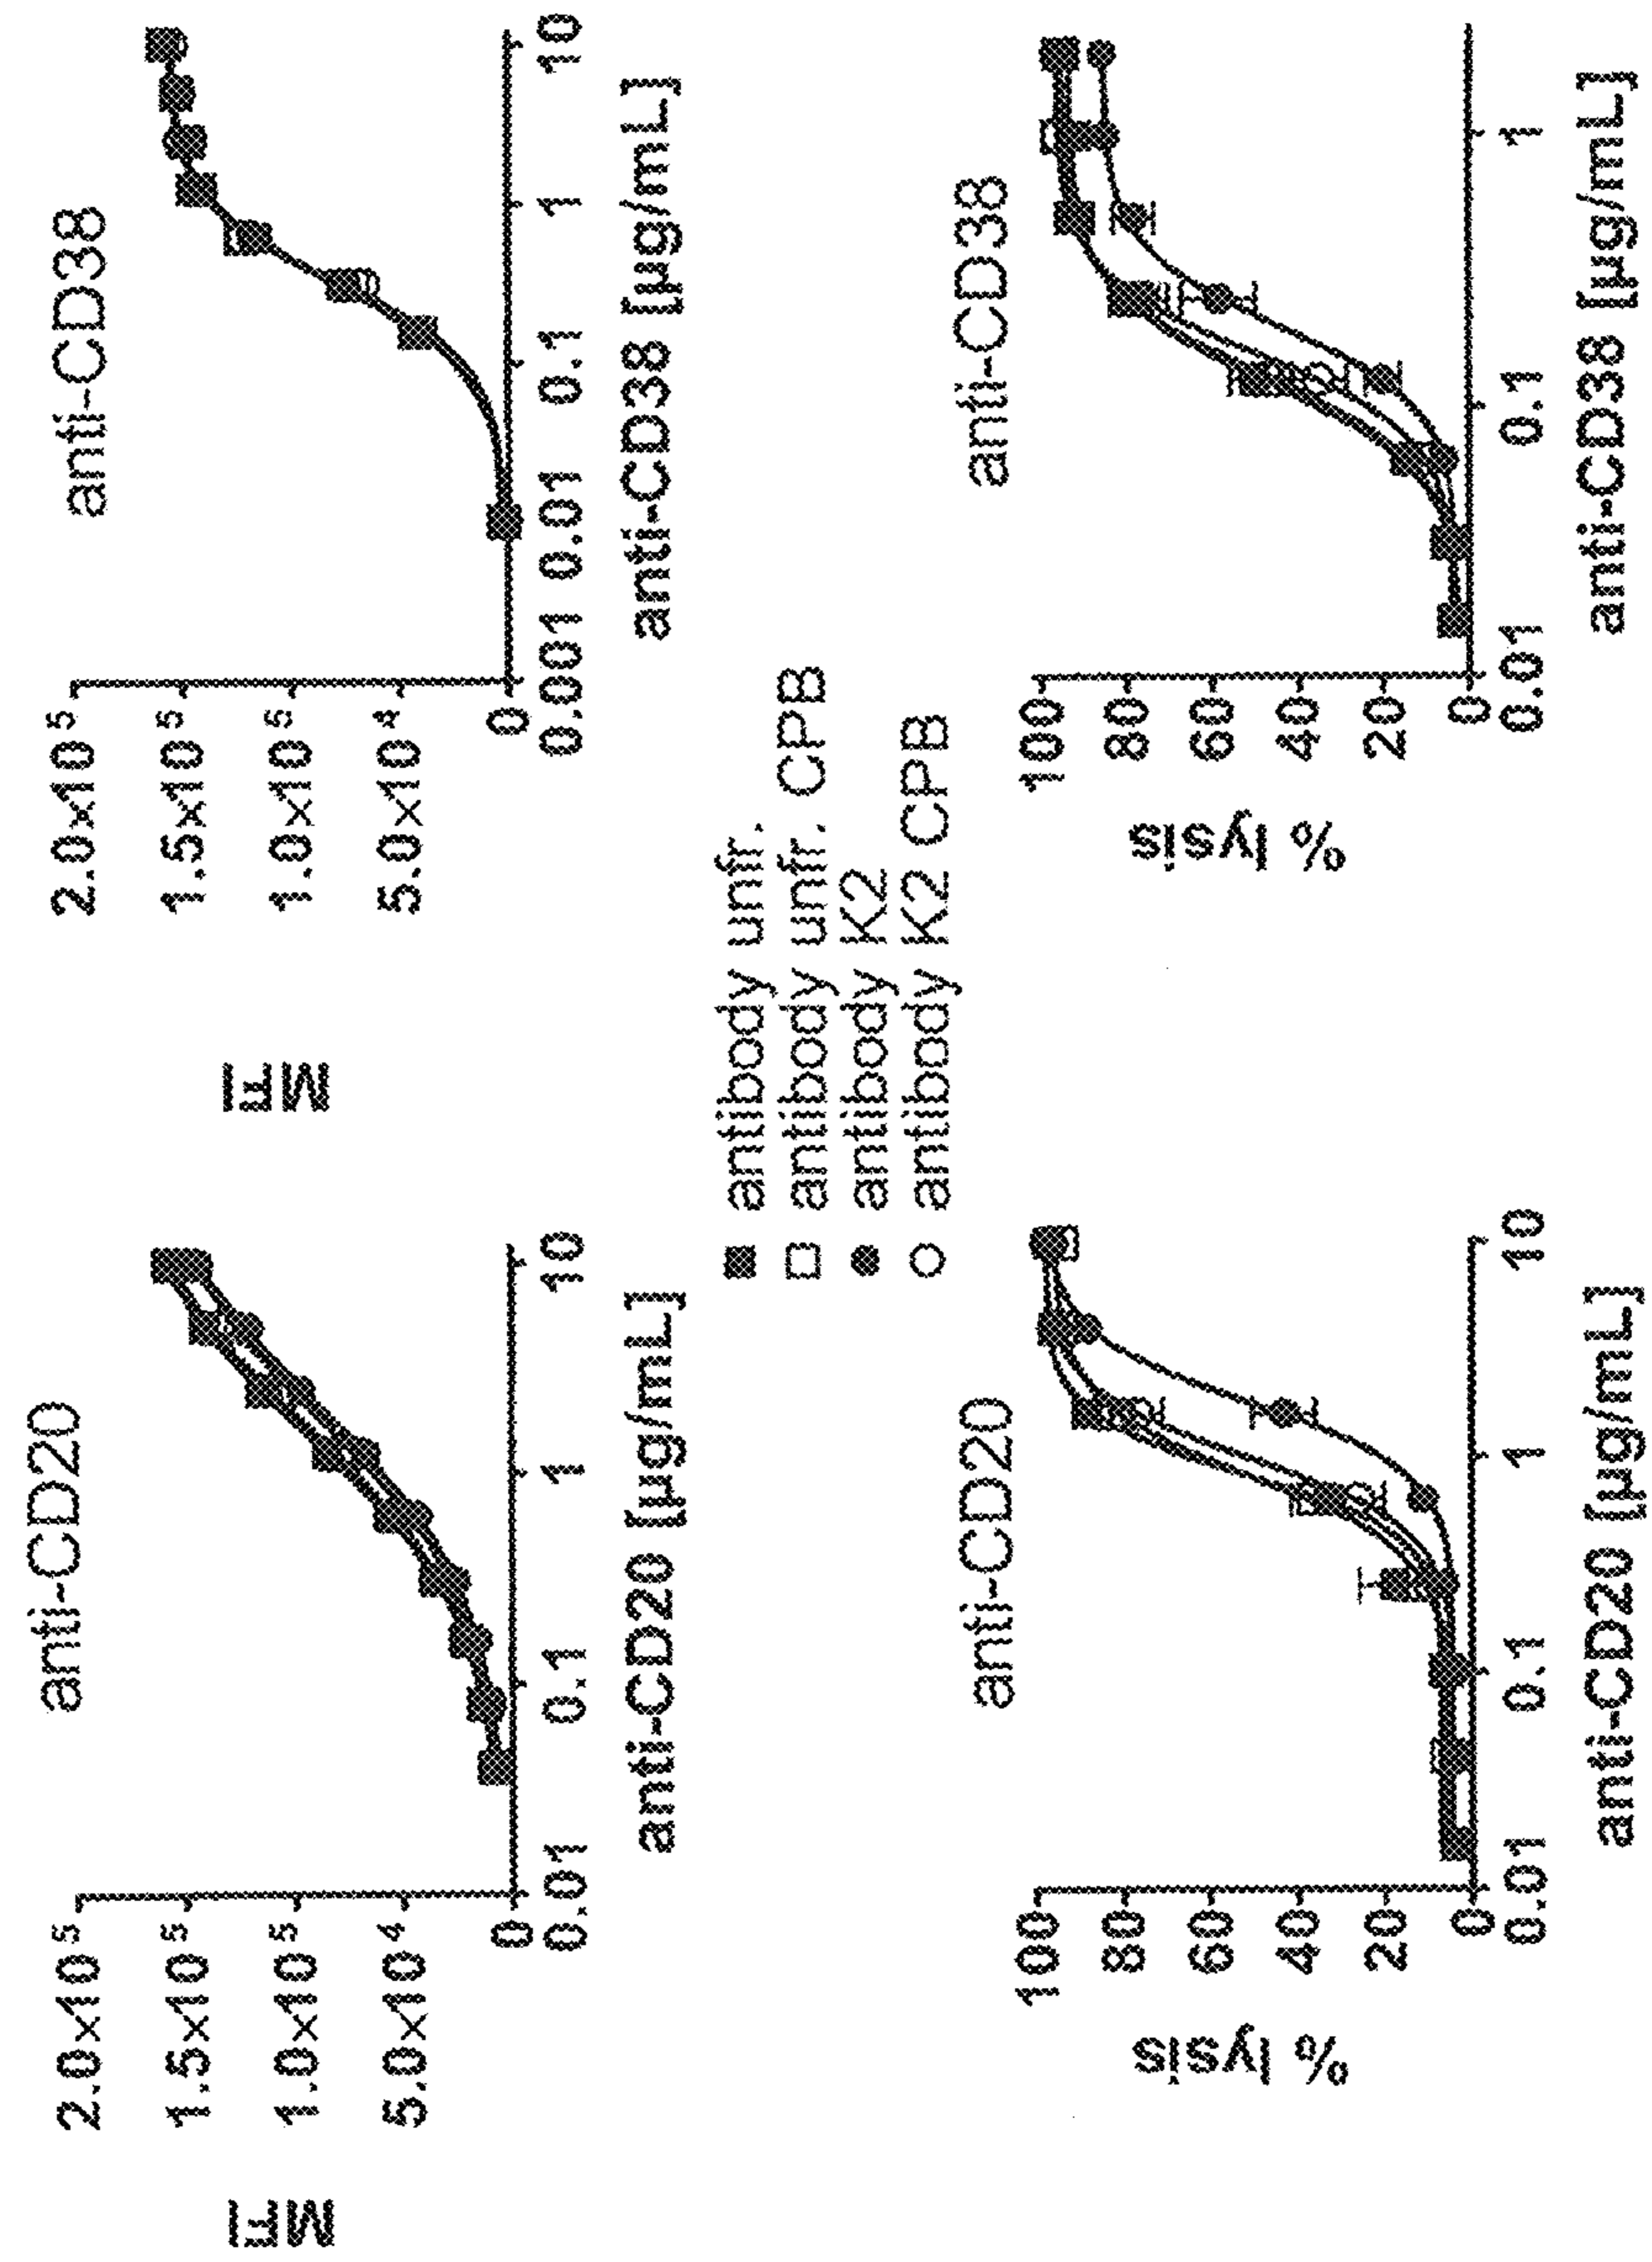 anti-CD20
MFI
2.0×10⁵
1.5×10⁵
1.0×10⁵
5.0×10⁴
0
0.01 0.1 1 10
anti-CD20 [µg/mL]
anti-CD38
MFI
2.0×10⁵
1.5×10⁵
1.0×10⁵
5.0×10⁴
0
0.001 0.01 0.1 1 10
anti-CD38 [µg/mL]
antibody unfr.
antibody unfr. CPB
antibody K2
antibody K2 CPB
anti-CD20
% lysis
100
80
60
40
20
0
0.01 0.1 1 10
anti-CD20 [µg/mL]
anti-CD38
% lysis
100
80
60
40
20
0
0.01 0.1 1
anti-CD38 [µg/mL]